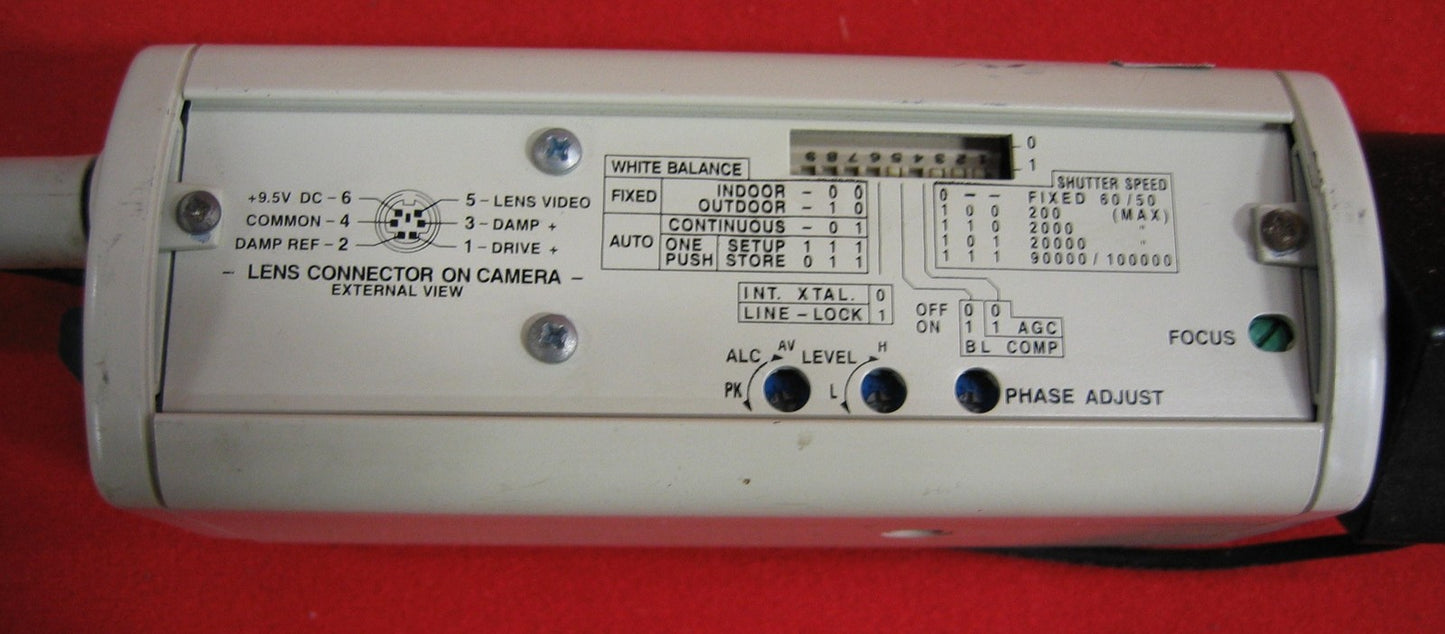 +9.5V DC - 6
COMMON - 4
DAMP REF - 2
5 - LENS VIDEO
3 - DAMP +
1 - DRIVE +
- LENS CONNECTOR ON CAMERA -
EXTERNAL VIEW
9 8 7 6 5 4 3 2 1
0
1
WHITE BALANCE
FIXED INDOOR - 0 0
OUTDOOR - 1 0
AUTO CONTINUOUS - 0 1
ONE PUSH SETUP 1 1 1
STORE 0 1 1
SHUTTER SPEED
0 - - FIXED 60/50
1 0 0 200 (MAX)
1 1 0 2000 "
1 0 1 20000 "
1 1 1 90000/100000
INT. XTAL. 0
LINE-LOCK 1
OFF 0 0
ON 1 1 AGC
BL COMP
FOCUS
ALC AV
PK
LEVEL H
L
PHASE ADJUST